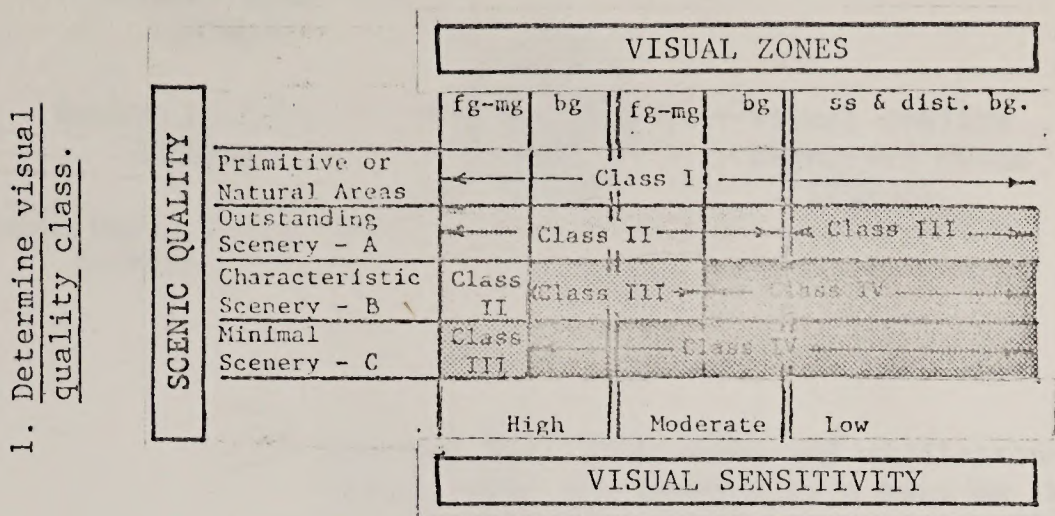 1. Determine visual
quality class.
VISUAL ZONES
SCENIC QUALITY
fg-mg bg fg-mg bg ss & dist. bg.
Primitive or
Natural Areas
Class I
Outstanding
Scenery - A
Class II
Class III
Characteristic
Scenery - B
Class
II
Class III
Class IV
Minimal
Scenery - C
Class
III
Class IV
High Moderate Low
VISUAL SENSITIVITY